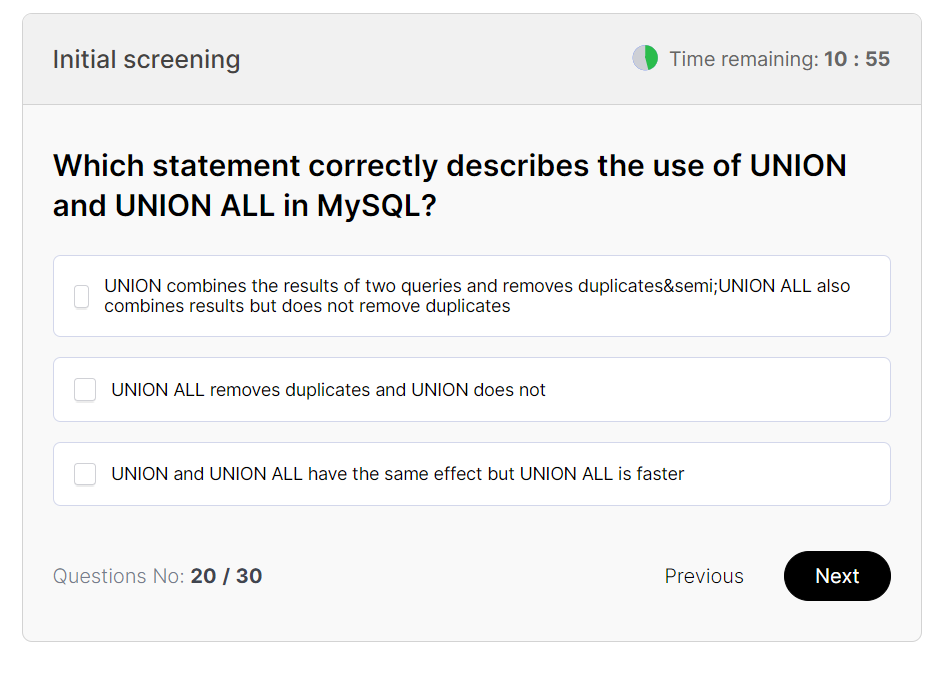 Initial screening
Time remaining: 10 : 55
Which statement correctly describes the use of UNION
and UNION ALL in MySQL?
UNION combines the results of two queries and removes duplicates&semi;UNION ALL also
combines results but does not remove duplicates
UNION ALL removes duplicates and UNION does not
UNION and UNION ALL have the same effect but UNION ALL is faster
Questions No: 20 / 30
Previous
Next